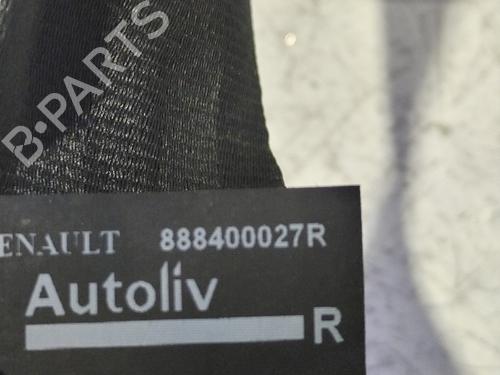 B-PARTS
ENAULT 888400027R
Autoliv
R